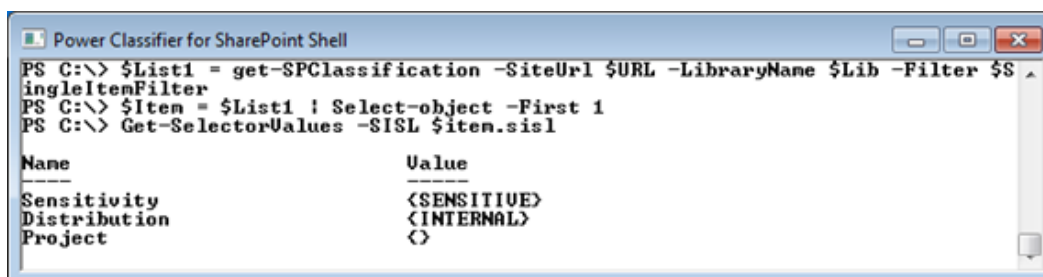 Power Classifier for SharePoint Shell
PS C:\> $List1 = get-SPClassification -SiteUrl $URL -LibraryName $Lib -Filter $S
ingleItemFilter
PS C:\> $Item = $List1 | Select-object -First 1
PS C:\> Get-SelectorValues -SISL $item.sisl
Name Value
---- -----
Sensitivity {SENSITIVE}
Distribution {INTERNAL}
Project {}